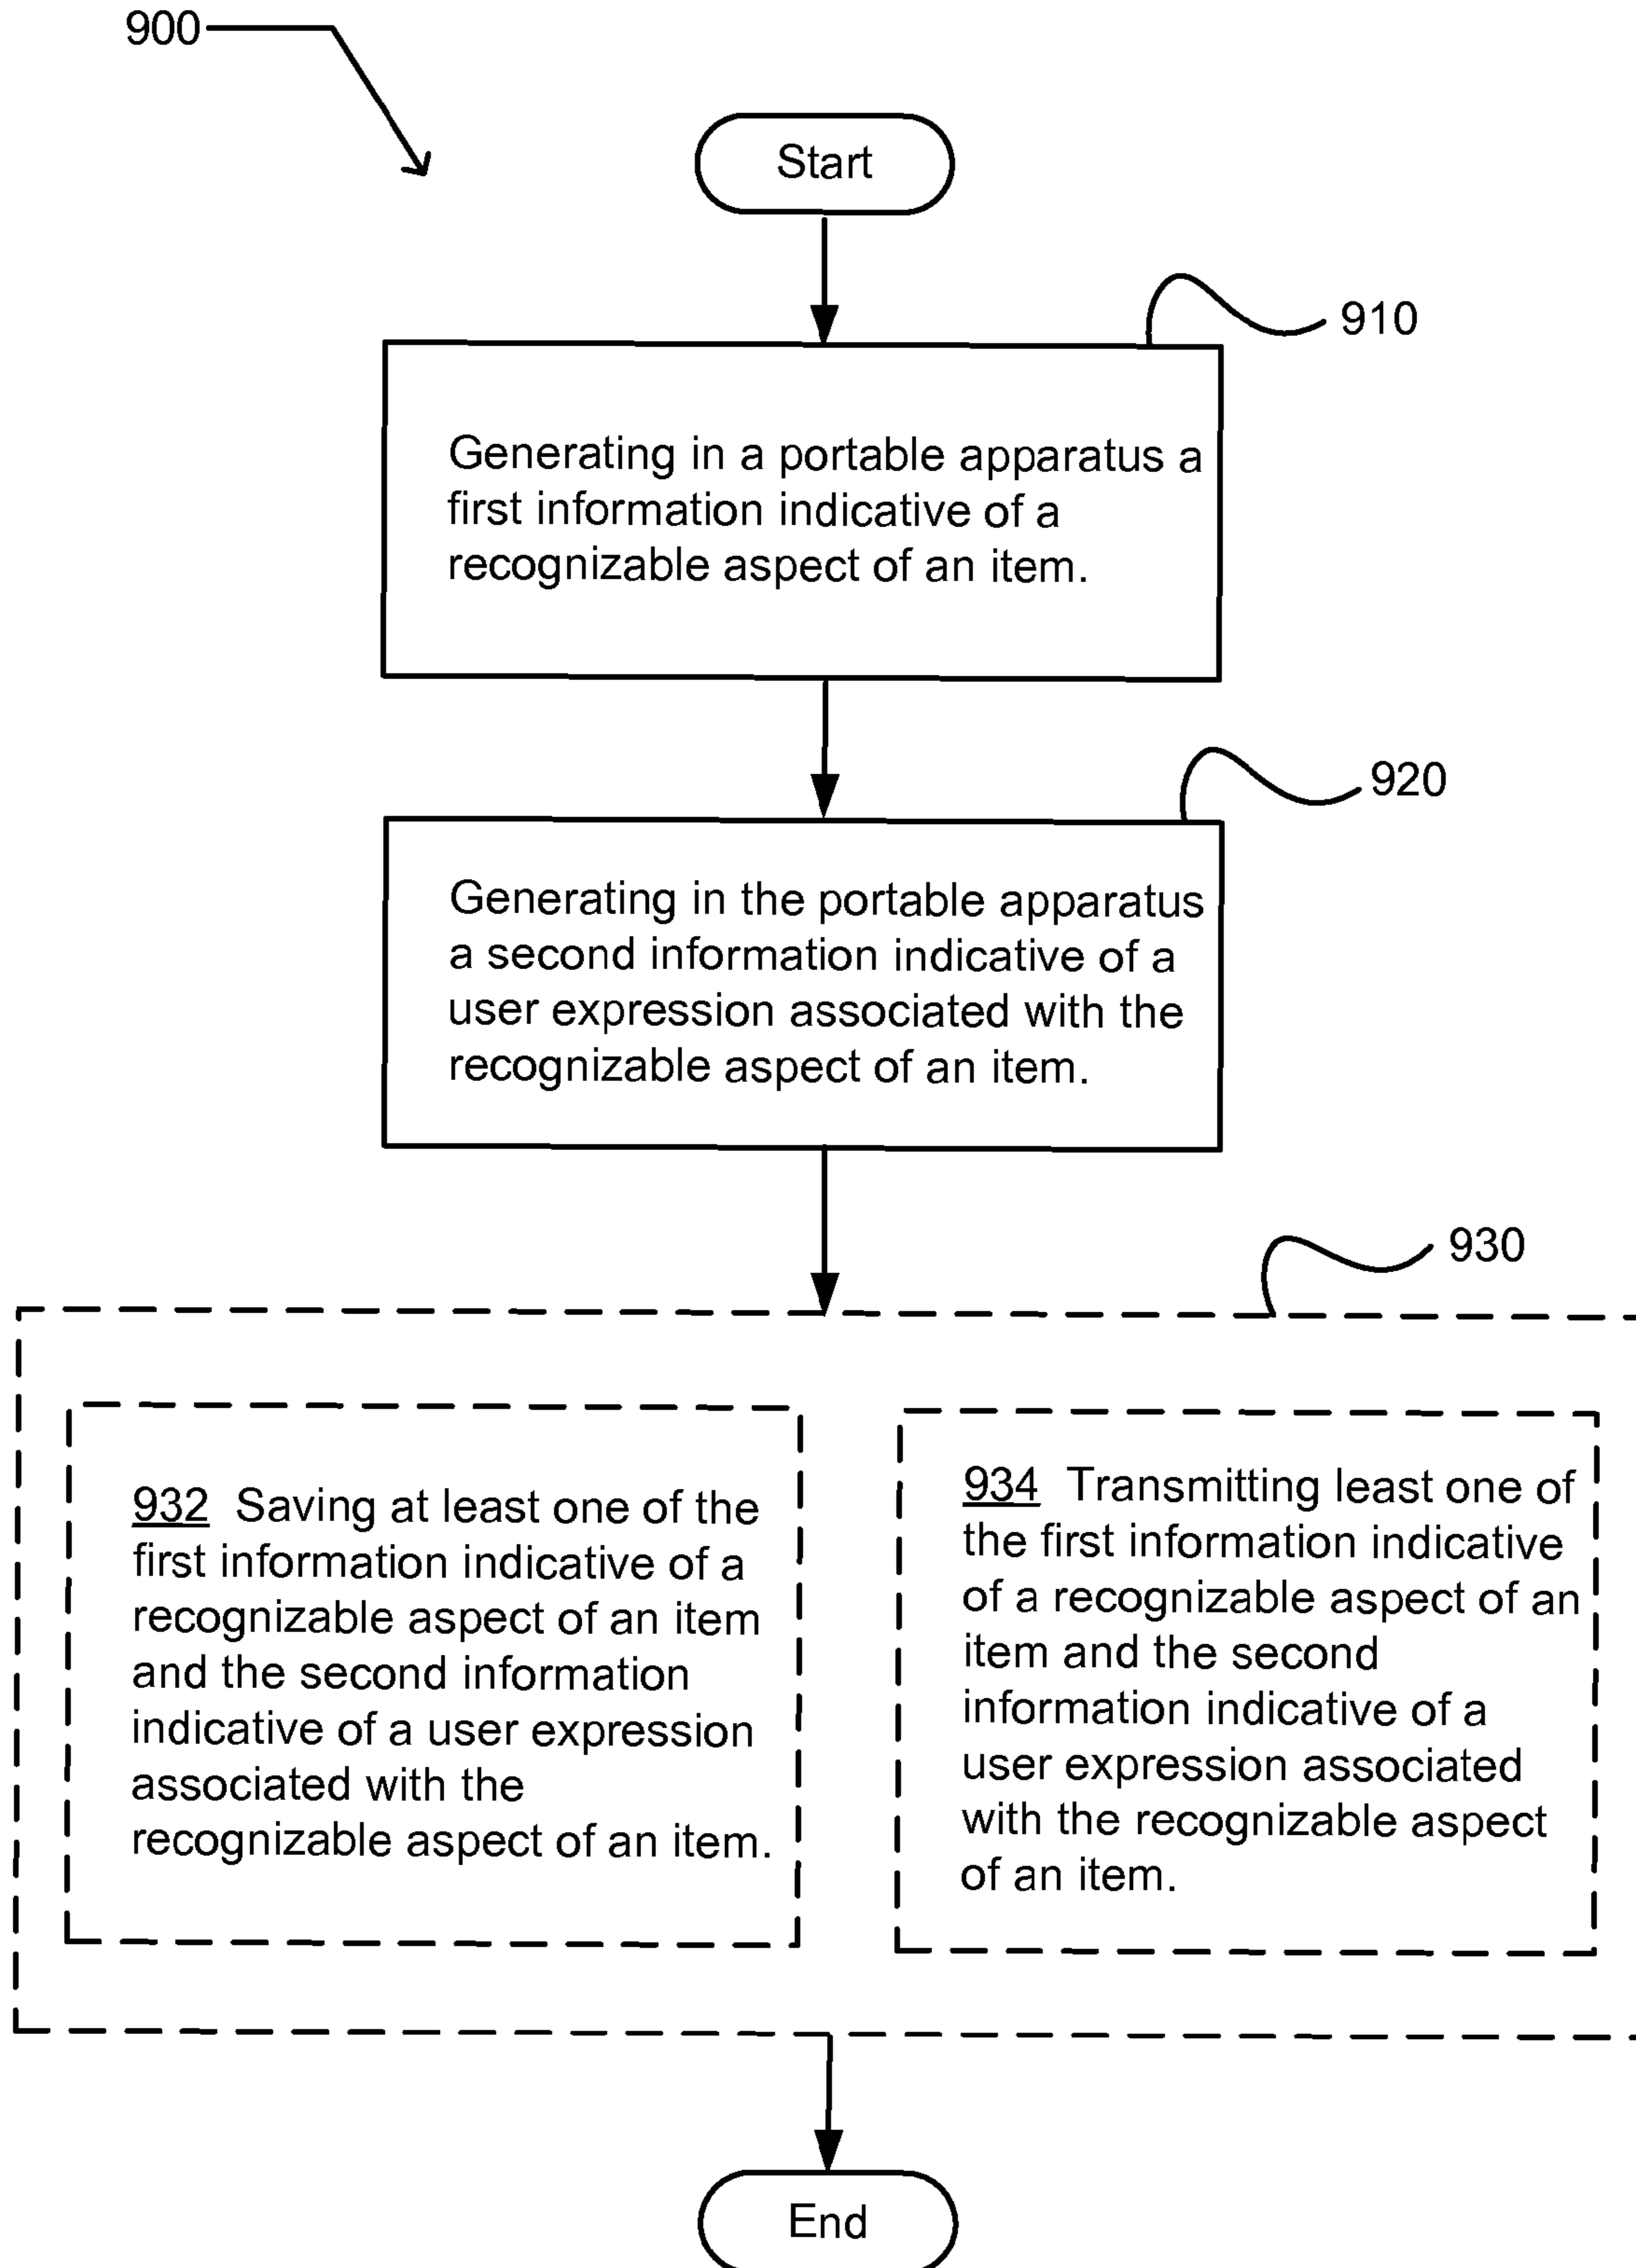 900
Start
910
Generating in a portable apparatus a
first information indicative of a
recognizable aspect of an item.
920
Generating in the portable apparatus
a second information indicative of a
user expression associated with the
recognizable aspect of an item.
930
932 Saving at least one of the
first information indicative of a
recognizable aspect of an item
and the second information
indicative of a user expression
associated with the
recognizable aspect of an item.
934 Transmitting least one of
the first information indicative
of a recognizable aspect of an
item and the second
information indicative of a
user expression associated
with the recognizable aspect
of an item.
End